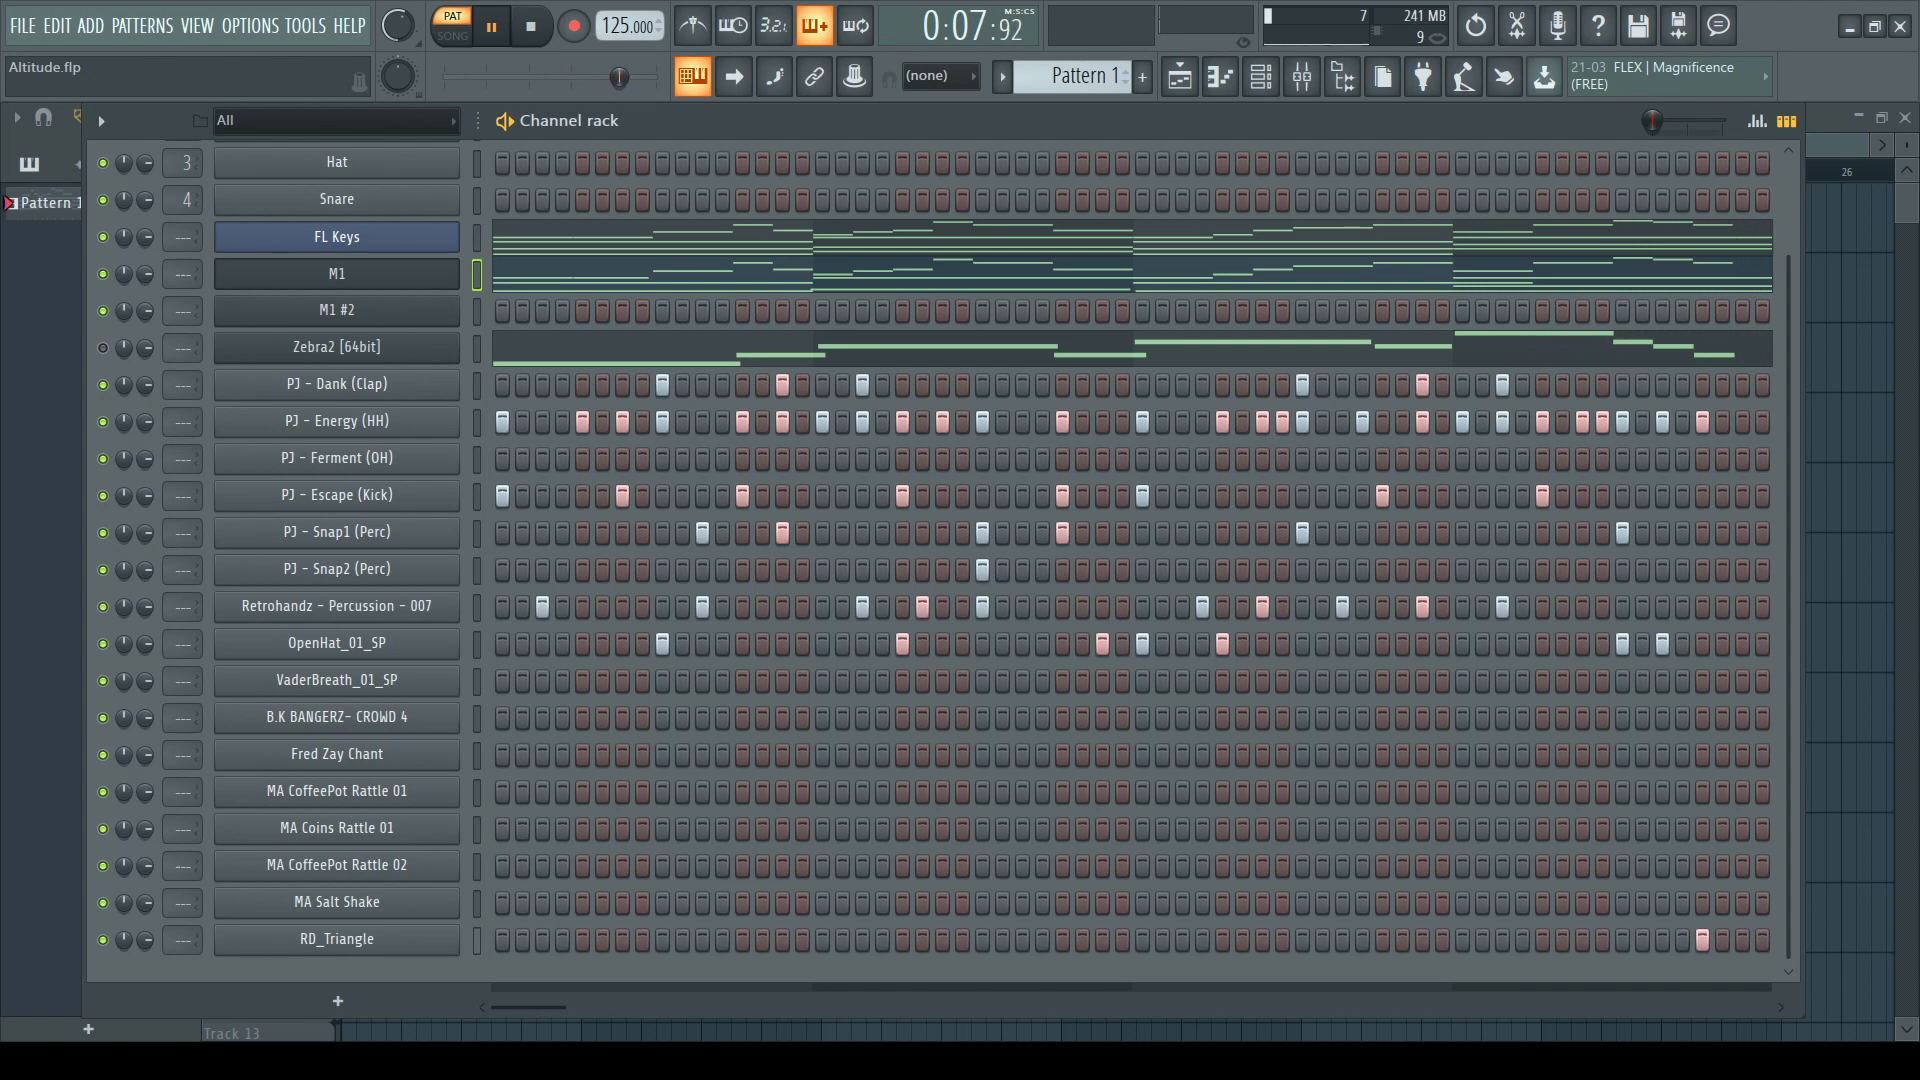 FILE EDIT ADD PATTERNS VIEW OPTIONS TOOLS HELP
PAT
SONG
125.000
3.2.
M:S:CS
0:07:92
7
241 MB
9
Altitude.flp
(none)
Pattern 1
21-03 FLEX | Magnificence
(FREE)
All
Channel rack
26
Pattern 1
3 Hat
4 Snare
--- FL Keys
--- M1
--- M1 #2
--- Zebra2 [64bit]
--- PJ - Dank (Clap)
--- PJ - Energy (HH)
--- PJ - Ferment (OH)
--- PJ - Escape (Kick)
--- PJ - Snap1 (Perc)
--- PJ - Snap2 (Perc)
--- Retrohandz - Percussion - 007
--- OpenHat_01_SP
--- VaderBreath_01_SP
--- B.K BANGERZ- CROWD 4
--- Fred Zay Chant
--- MA CoffeePot Rattle 01
--- MA Coins Rattle 01
--- MA CoffeePot Rattle 02
--- MA Salt Shake
--- RD_Triangle
Track 13